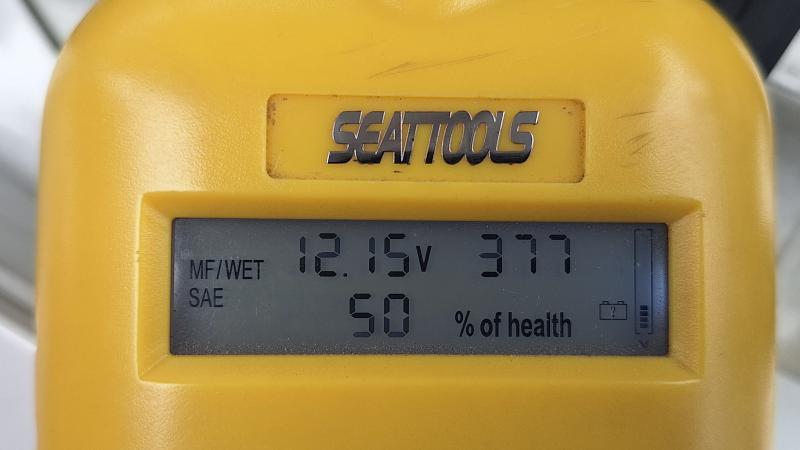 SEATTOOLS
MF/WET 12.15V 377
SAE 50 % of health